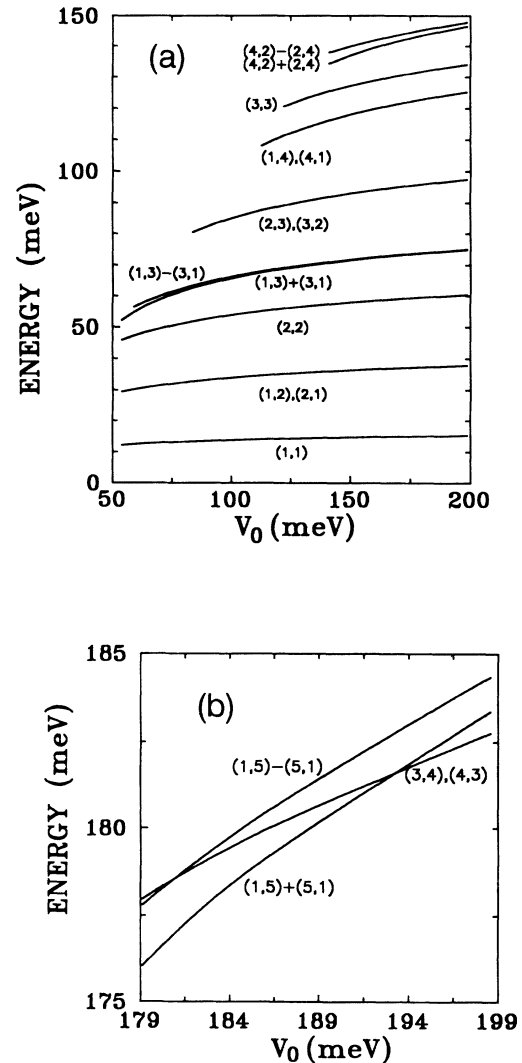 150
(a)
(4,2)−(2,4)
(4,2)+(2,4)
(3,3)
(1,4),(4,1)
100
ENERGY (meV)
(2,3),(3,2)
(1,3)−(3,1)
(1,3)+(3,1)
50
(2,2)
(1,2),(2,1)
(1,1)
0
50 100 150 200
V0 (meV)
185
(b)
(1,5)−(5,1)
(3,4),(4,3)
180
ENERGY (meV)
(1,5)+(5,1)
175
179 184 189 194 199
V0 (meV)